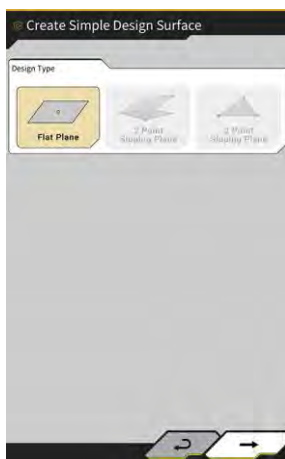 Create Simple Design Surface
Design Type
Flat Plane
2 Point
Sloping Plane
3 Point
Sloping Plane